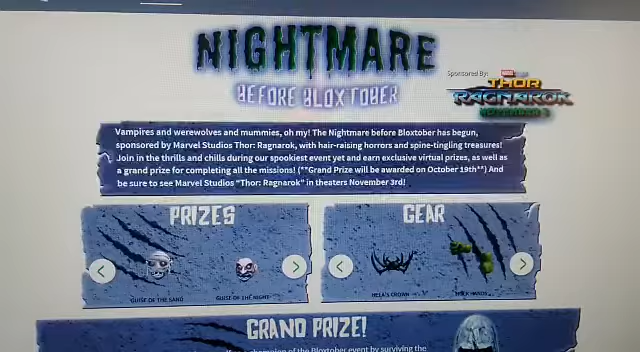 NIGHTMARE
BEFORE BLOXTOBER
Sponsored By: MARVEL
THOR
RAGNAROK
NOVEMBER 3
Vampires and werewolves and mummies, oh my! The Nightmare before Bloxtober has begun,
sponsored by Marvel Studios Thor: Ragnarok, with hair-raising horrors and spine-tingling treasures!
Join in the thrills and chills during our spookiest event yet and earn exclusive virtual prizes, as well as
a grand prize for completing all the missions! (**Grand Prize will be awarded on October 19th**) And
be sure to see Marvel Studios "Thor: Ragnarok" in theaters November 3rd!
PRIZES
GUISE OF THE SAND
GUISE OF THE NIGHT
GEAR
HELA'S CROWN
HULK HANDS
GRAND PRIZE!
champion of the Bloxtober event by surviving the